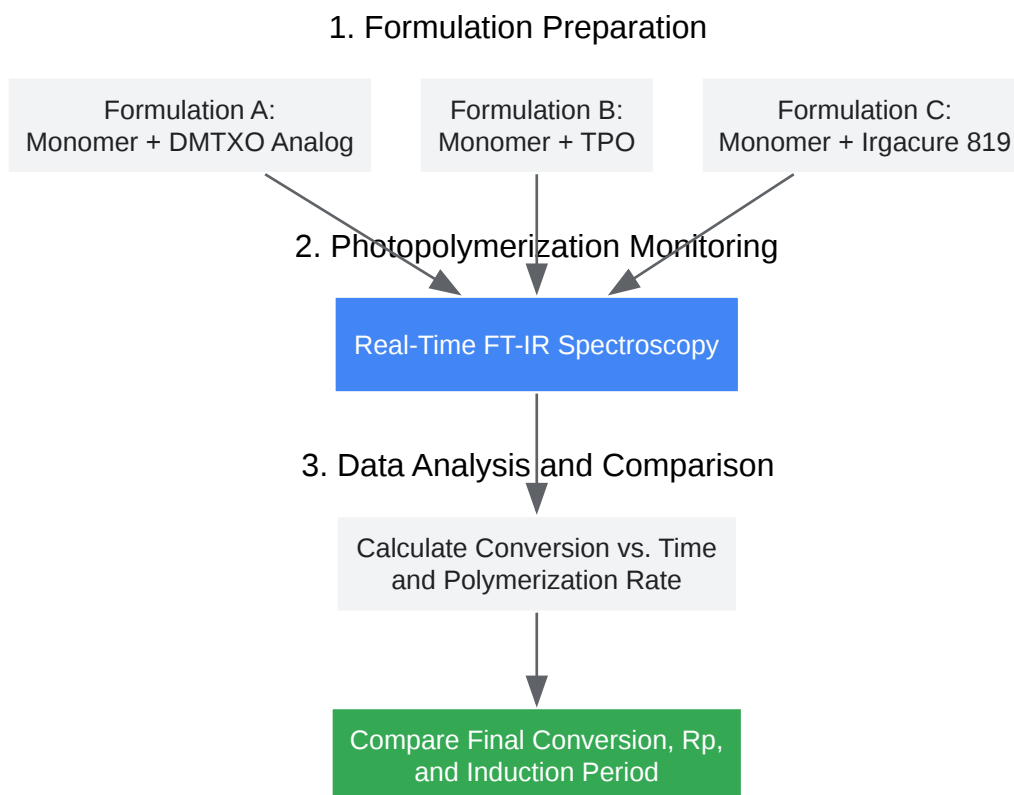 1. Formulation Preparation
Formulation A:
Monomer + DMTXO Analog
Formulation B:
Monomer + TPO
Formulation C:
Monomer + Irgacure 819
2. Photopolymerization Monitoring
Real-Time FT-IR Spectroscopy
3. Data Analysis and Comparison
Calculate Conversion vs. Time
and Polymerization Rate
Compare Final Conversion, Rp,
and Induction Period